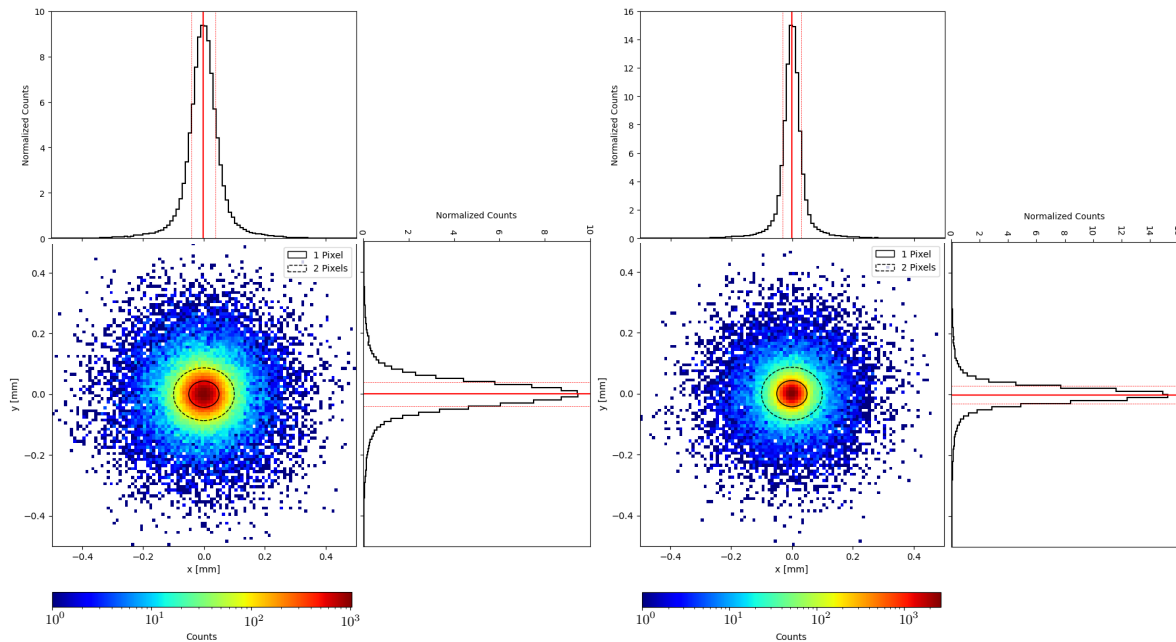 10
8
6
4
2
0
Normalized Counts
Normalized Counts
0 2 4 6 8 10
1 Pixel
2 Pixels
0.4
0.2
0.0
−0.2
−0.4
y [mm]
−0.4 −0.2 0.0 0.2 0.4
x [mm]
10^0 10^1 10^2 10^3
Counts
16
14
12
10
8
6
4
2
0
Normalized Counts
Normalized Counts
0 2 4 6 8 10 12 14
1 Pixel
2 Pixels
0.4
0.2
0.0
−0.2
−0.4
y [mm]
−0.4 −0.2 0.0 0.2 0.4
x [mm]
10^0 10^1 10^2 10^3
Counts